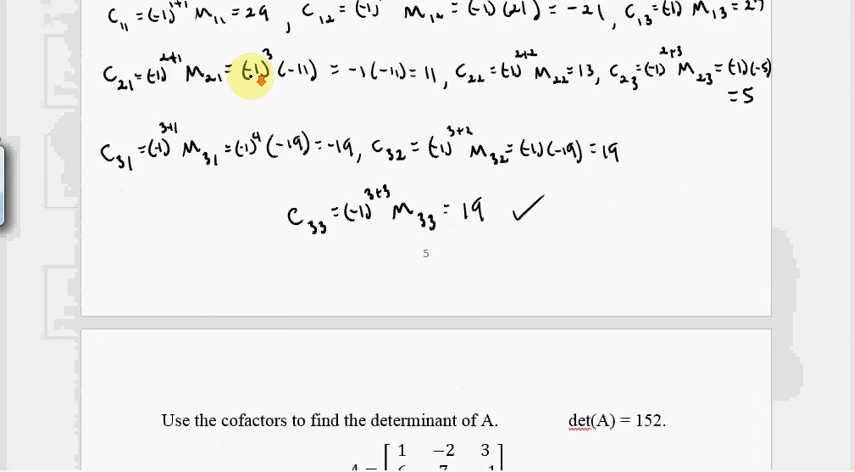 C₁₁ = (-1)¹⁺¹ M₁₁ = 29 , C₁₂ = (-1) M₁₂ = (-1)(21) = -21 , C₁₃ = (-1) M₁₃ = 27
C₂₁ = (-1)²⁺¹ M₂₁ = (-1)³ (-11) = -1(-11) = 11 , C₂₂ = (-1)²⁺² M₂₂ = 13, C₂₃ = (-1)²⁺³ M₂₃ = (-1)(-5)
= 5
C₃₁ = (-1)³⁺¹ M₃₁ = (-1)⁴ (-19) = -19, C₃₂ = (-1)³⁺² M₃₂ = (-1)(-19) = 19
C₃₃ = (-1)³⁺³ M₃₃ = 19 ✓
5
Use the cofactors to find the determinant of A. det(A) = 152.
1 -2 3